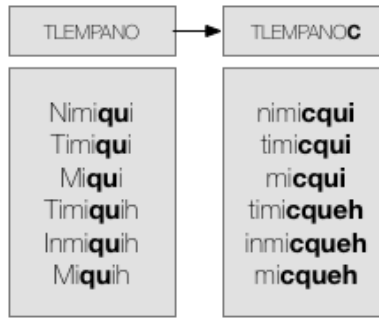 TLEMPANO
TLEMPANOC
Nimiqui
Timiqui
Miqui
Timiquih
Inmiquih
Miquih
nimicqui
timicqui
micqui
timicqueh
inmicqueh
micqueh